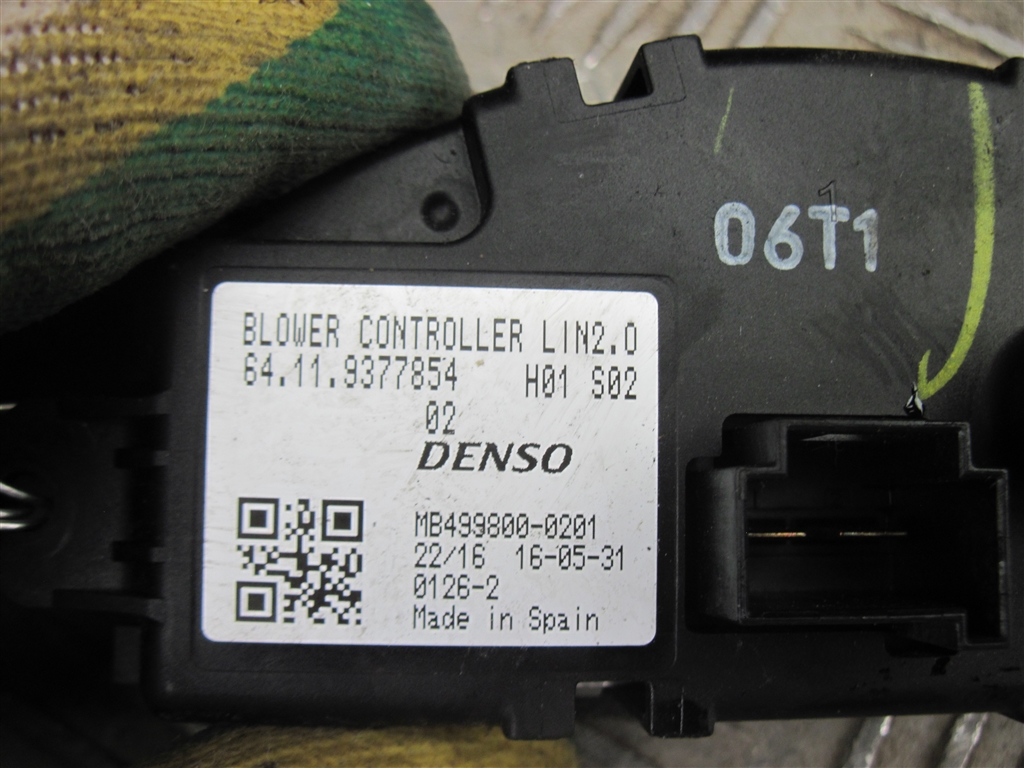 1
06T1
BLOWER CONTROLLER LIN2.0
64.11.9377854 H01 S02
02
DENSO
MB499800-0201
22/16 16-05-31
0126-2
Made in Spain